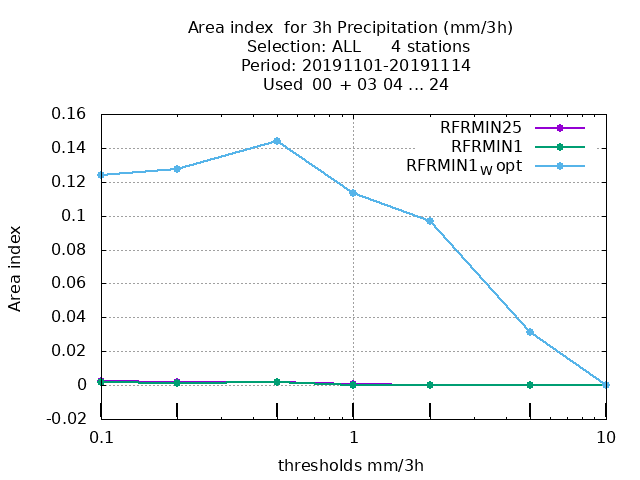 Area index  for 3h Precipitation (mm/3h)
Selection: ALL      4 stations
Period: 20191101-20191114
Used  00 + 03 04 ... 24
0.16
0.14
0.12
0.1
0.08
0.06
0.04
0.02
0
-0.02
Area index
RFRMIN25
RFRMIN1
RFRMIN1W opt
0.1
1
10
thresholds mm/3h